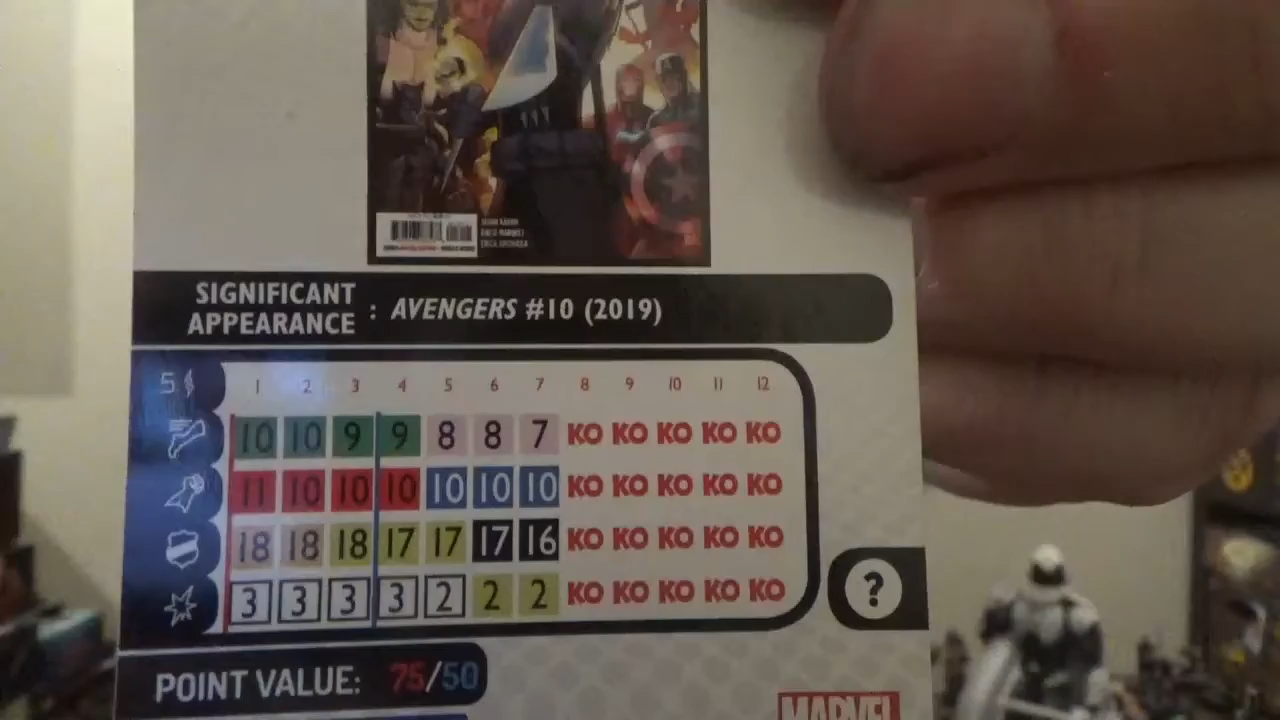 SIGNIFICANT
APPEARANCE : AVENGERS #10 (2019)
5 1 2 3 4 5 6 7 8 9 10 11 12
10 10 9 9 8 8 7 KO KO KO KO KO
11 10 10 10 10 10 10 KO KO KO KO KO
18 18 18 17 17 17 16 KO KO KO KO KO
3 3 3 3 2 2 2 KO KO KO KO KO
?
POINT VALUE: 75/50
MARVEL